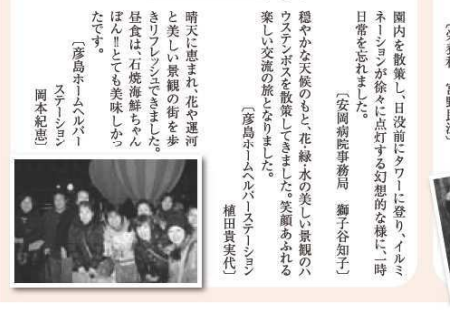 園内を散策し、日没前にタワーに登り、イルミ
ネーションが徐々に点灯する幻想的な様に、一時
日常を忘れました。
〔安岡病院事務局　獅子谷知子〕
穏やかな天候のもと、花・緑・水の美しい景観のハ
ウステンボスを散策してきました。笑顔あふれる
楽しい交流の旅となりました。
〔彦島ホームヘルパーステーション
植田貴実代〕
晴天に恵まれ、花や運河
と美しい景観の街を歩
きリフレッシュできました。
昼食は、石焼海鮮ちゃん
ぽん!!とても美味しかっ
たです。
〔彦島ホームヘルパー
ステーション
岡本紀恵〕